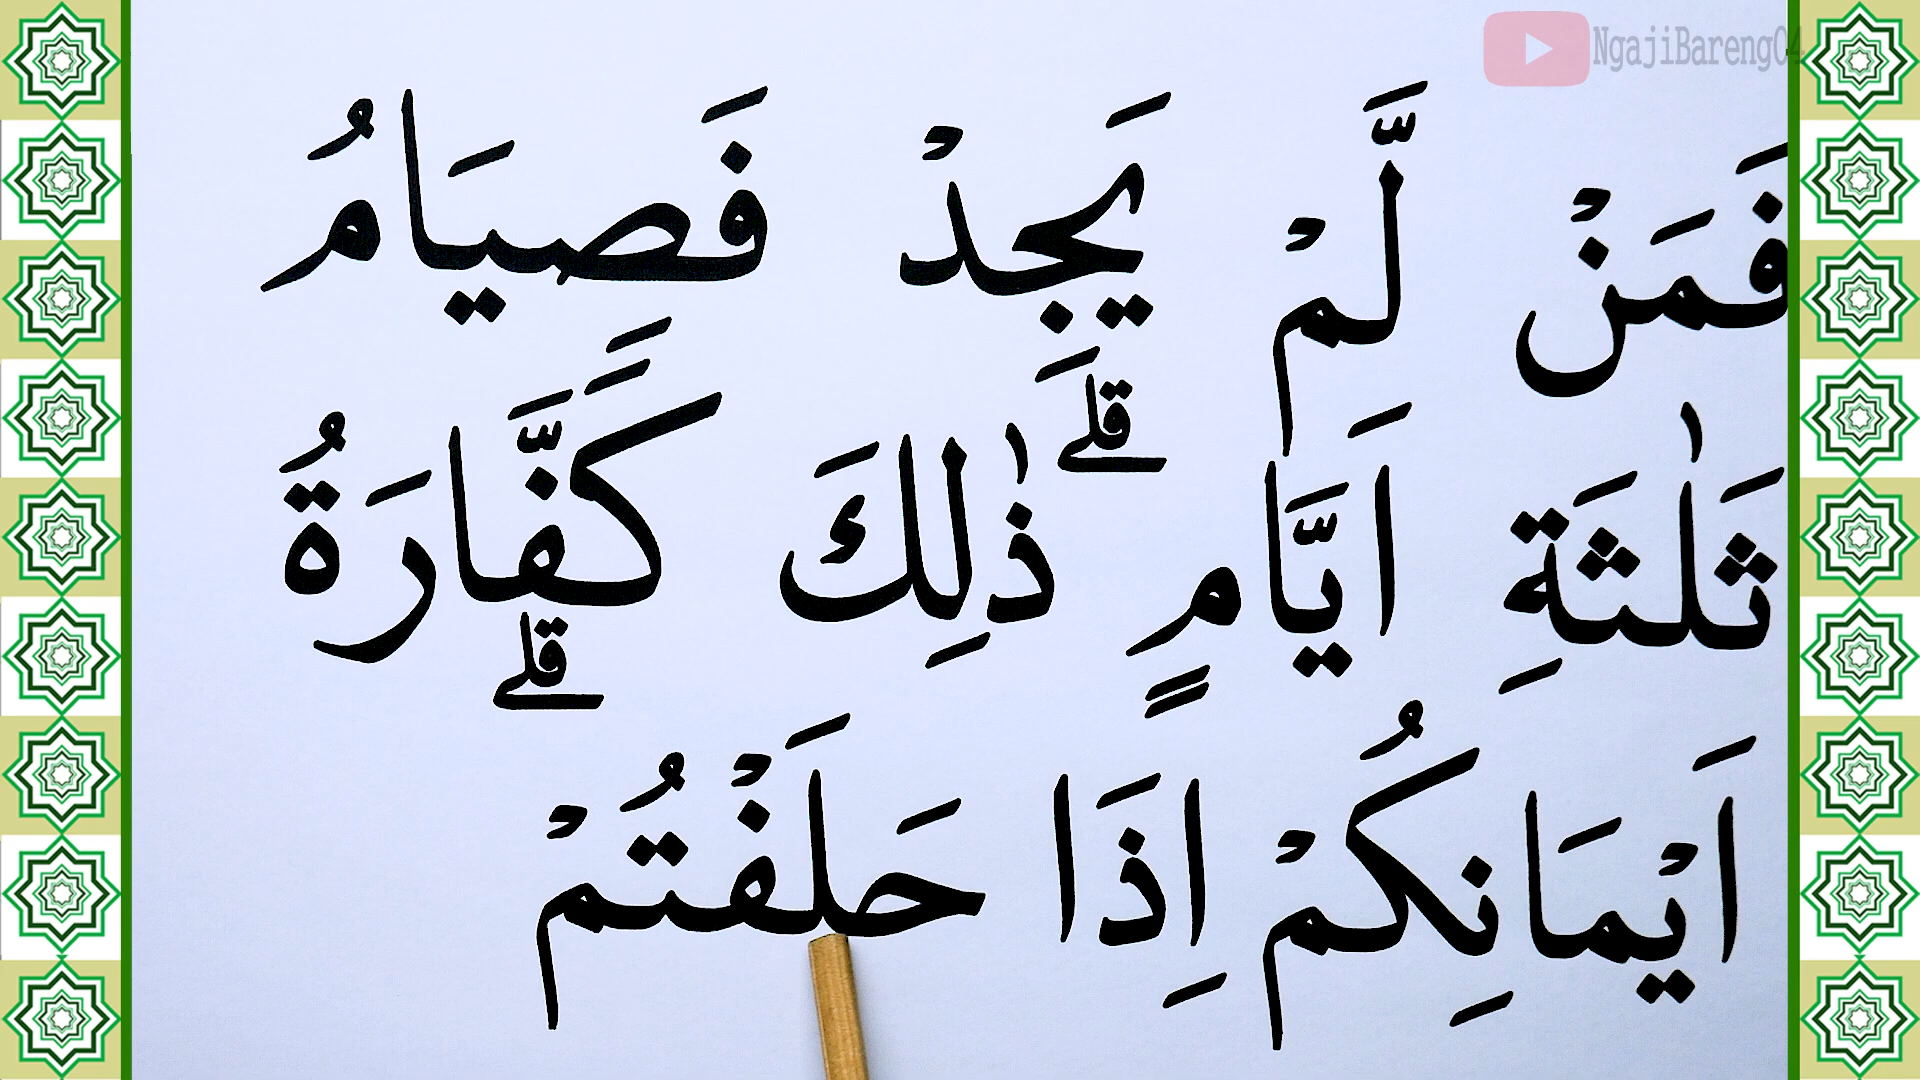 NgajiBareng04
فَمَنْ لَّمْ يَجِدْ فَصِيَامُ
ثَلٰثَةِ اَيَّامٍ ۗ ذٰلِكَ كَفَّارَةُ
اَيْمَانِكُمْ اِذَا حَلَفْتُمْ ۗ